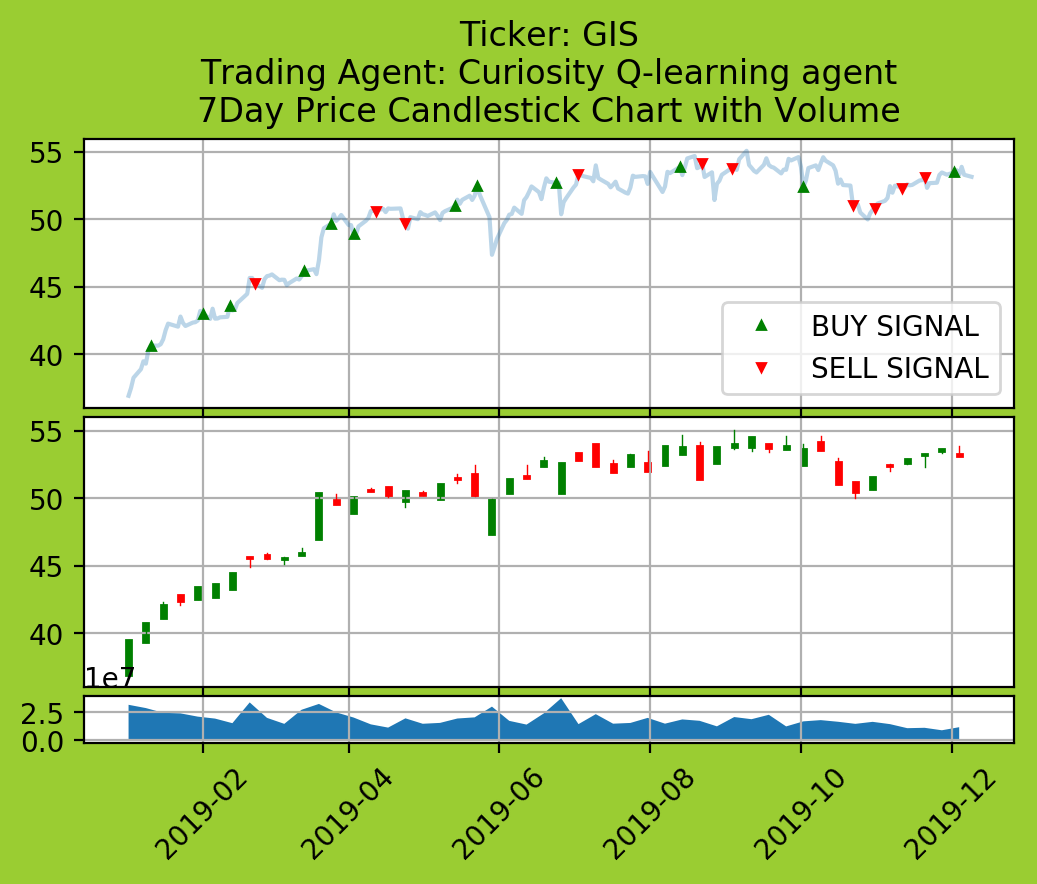 Ticker: GIS
Trading Agent: Curiosity Q-learning agent
7Day Price Candlestick Chart with Volume
55
50
45
40
BUY SIGNAL
SELL SIGNAL
55
50
45
40
1e7
2.5
0.0
2019-02
2019-04
2019-06
2019-08
2019-10
2019-12